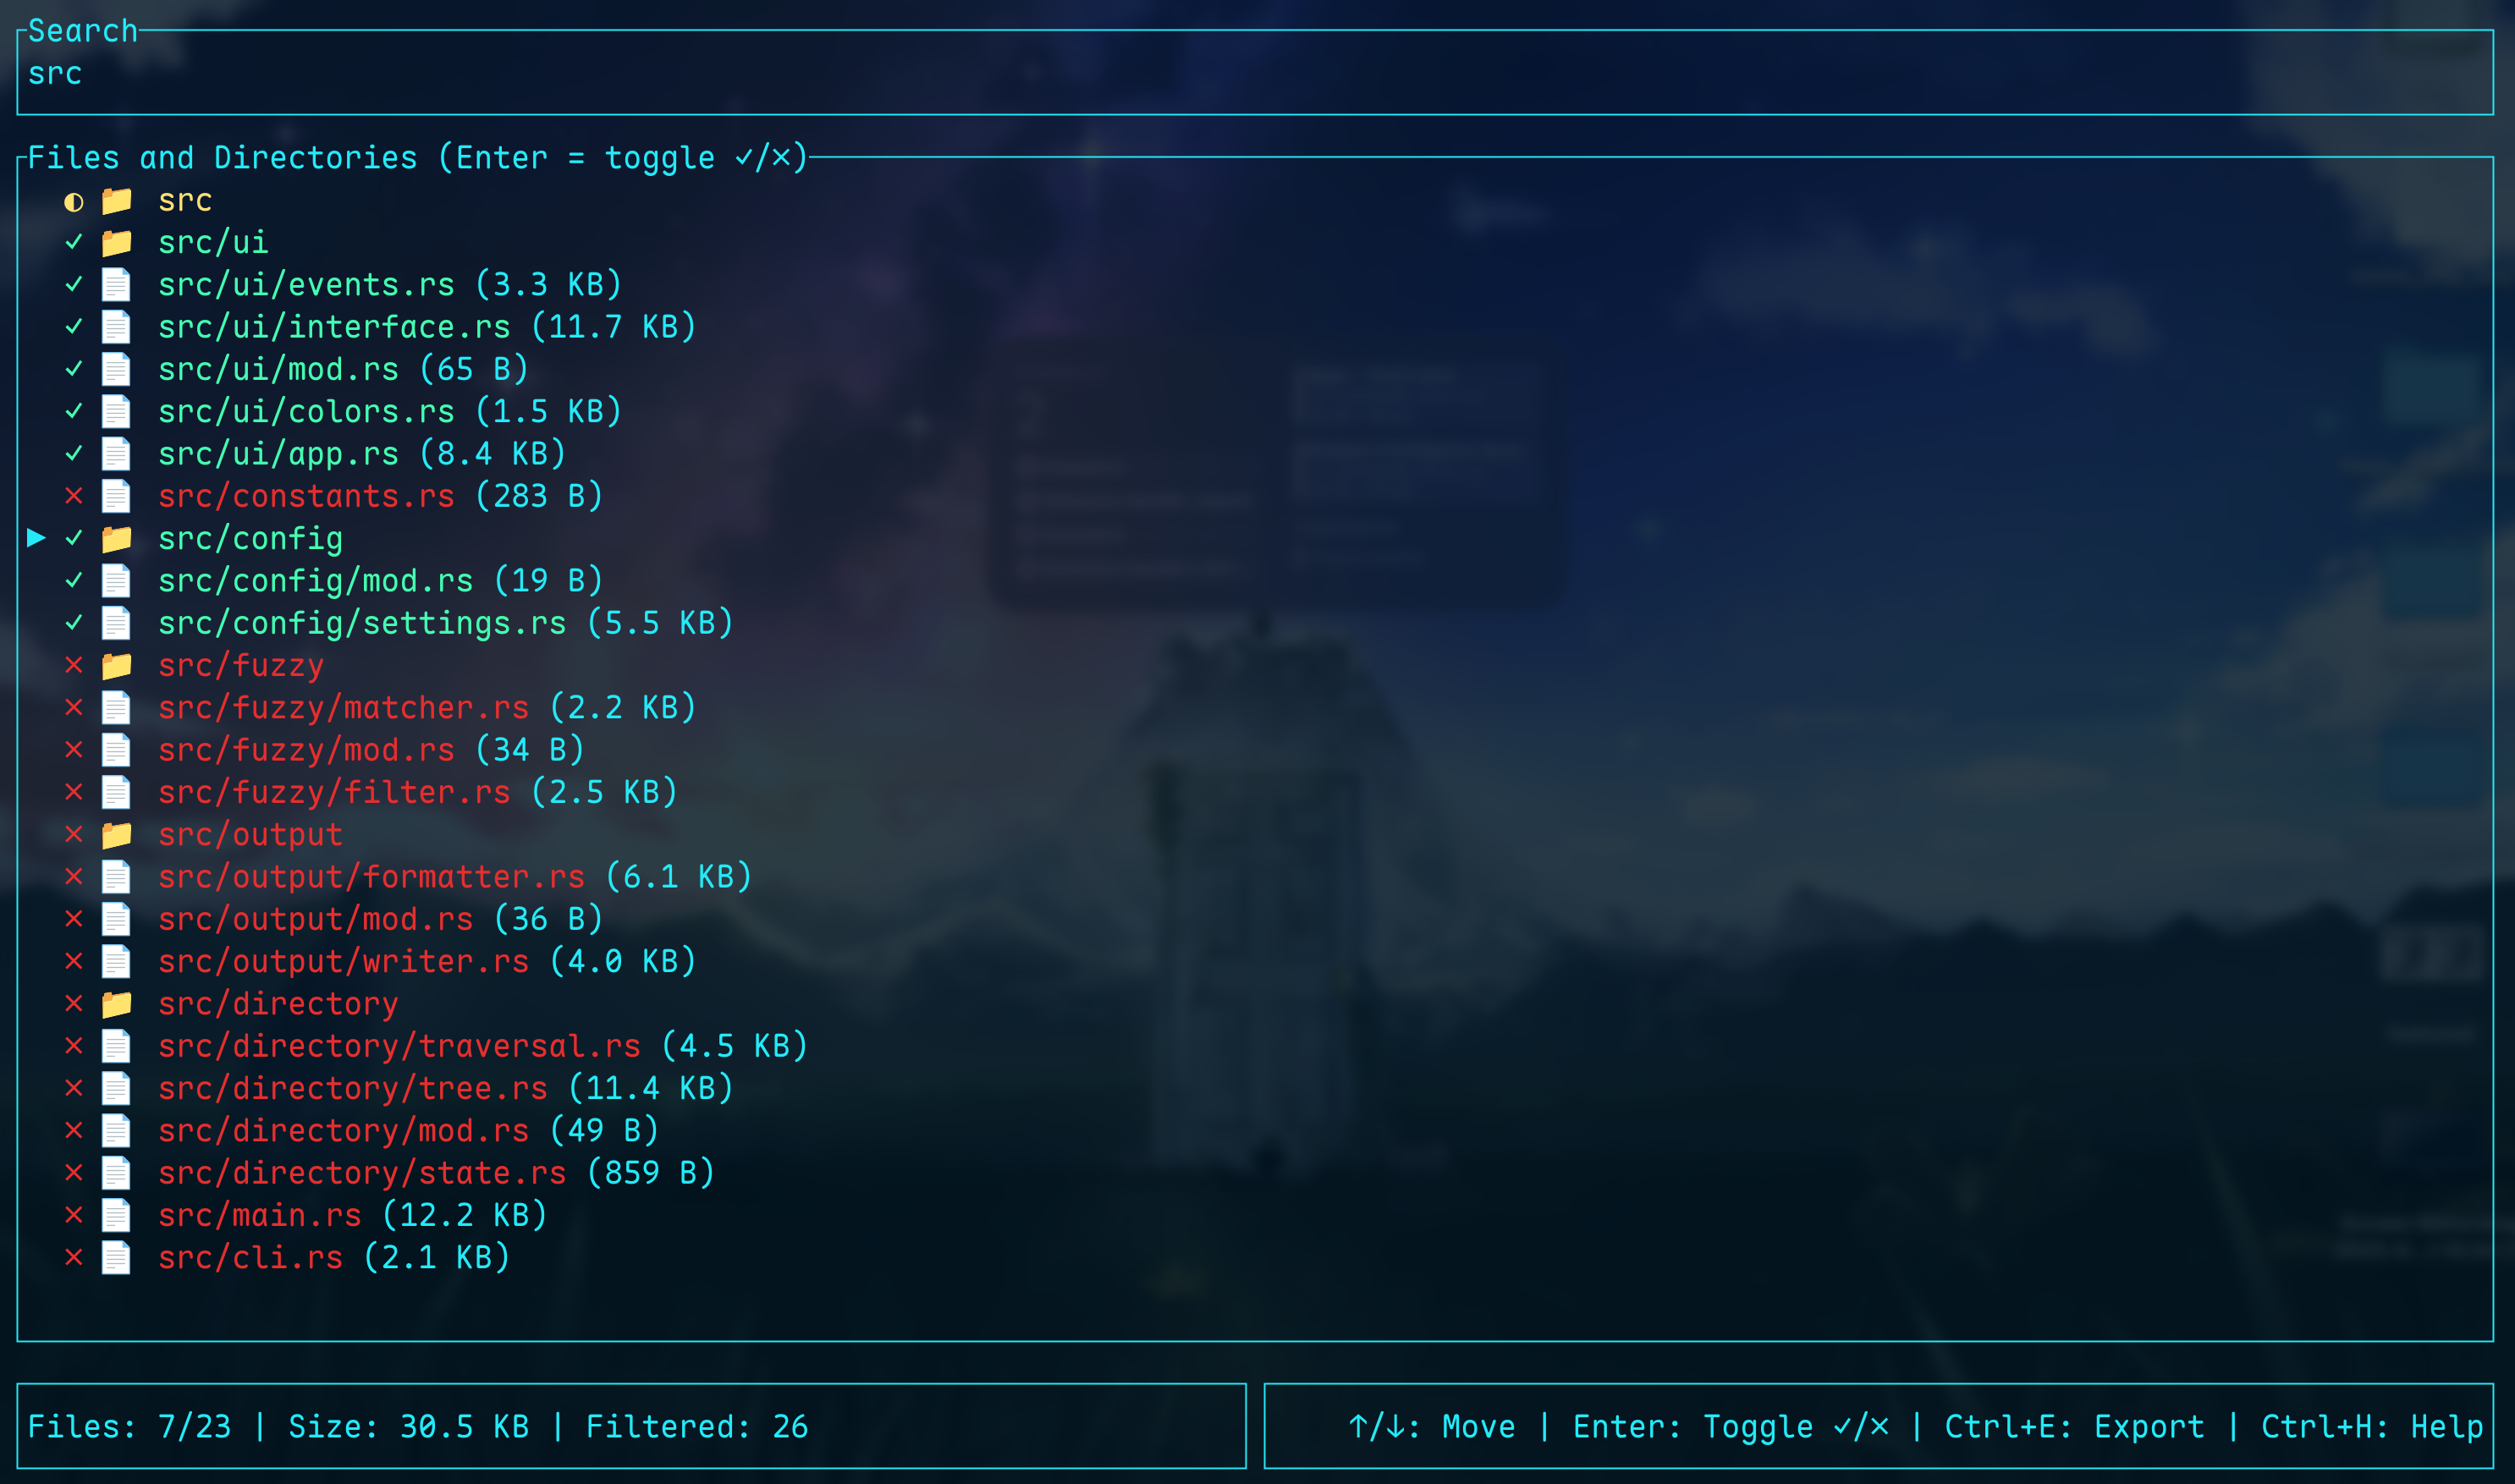 Search
src
Files and Directories (Enter = toggle ✓/✗)
◐ 📁 src
✓ 📁 src/ui
✓ 📄 src/ui/events.rs (3.3 KB)
✓ 📄 src/ui/interface.rs (11.7 KB)
✓ 📄 src/ui/mod.rs (65 B)
✓ 📄 src/ui/colors.rs (1.5 KB)
✓ 📄 src/ui/app.rs (8.4 KB)
✗ 📄 src/constants.rs (283 B)
▶ ✓ 📁 src/config
✓ 📄 src/config/mod.rs (19 B)
✓ 📄 src/config/settings.rs (5.5 KB)
✗ 📁 src/fuzzy
✗ 📄 src/fuzzy/matcher.rs (2.2 KB)
✗ 📄 src/fuzzy/mod.rs (34 B)
✗ 📄 src/fuzzy/filter.rs (2.5 KB)
✗ 📁 src/output
✗ 📄 src/output/formatter.rs (6.1 KB)
✗ 📄 src/output/mod.rs (36 B)
✗ 📄 src/output/writer.rs (4.0 KB)
✗ 📁 src/directory
✗ 📄 src/directory/traversal.rs (4.5 KB)
✗ 📄 src/directory/tree.rs (11.4 KB)
✗ 📄 src/directory/mod.rs (49 B)
✗ 📄 src/directory/state.rs (859 B)
✗ 📄 src/main.rs (12.2 KB)
✗ 📄 src/cli.rs (2.1 KB)
Files: 7/23 | Size: 30.5 KB | Filtered: 26
↑/↓: Move | Enter: Toggle ✓/✗ | Ctrl+E: Export | Ctrl+H: Help